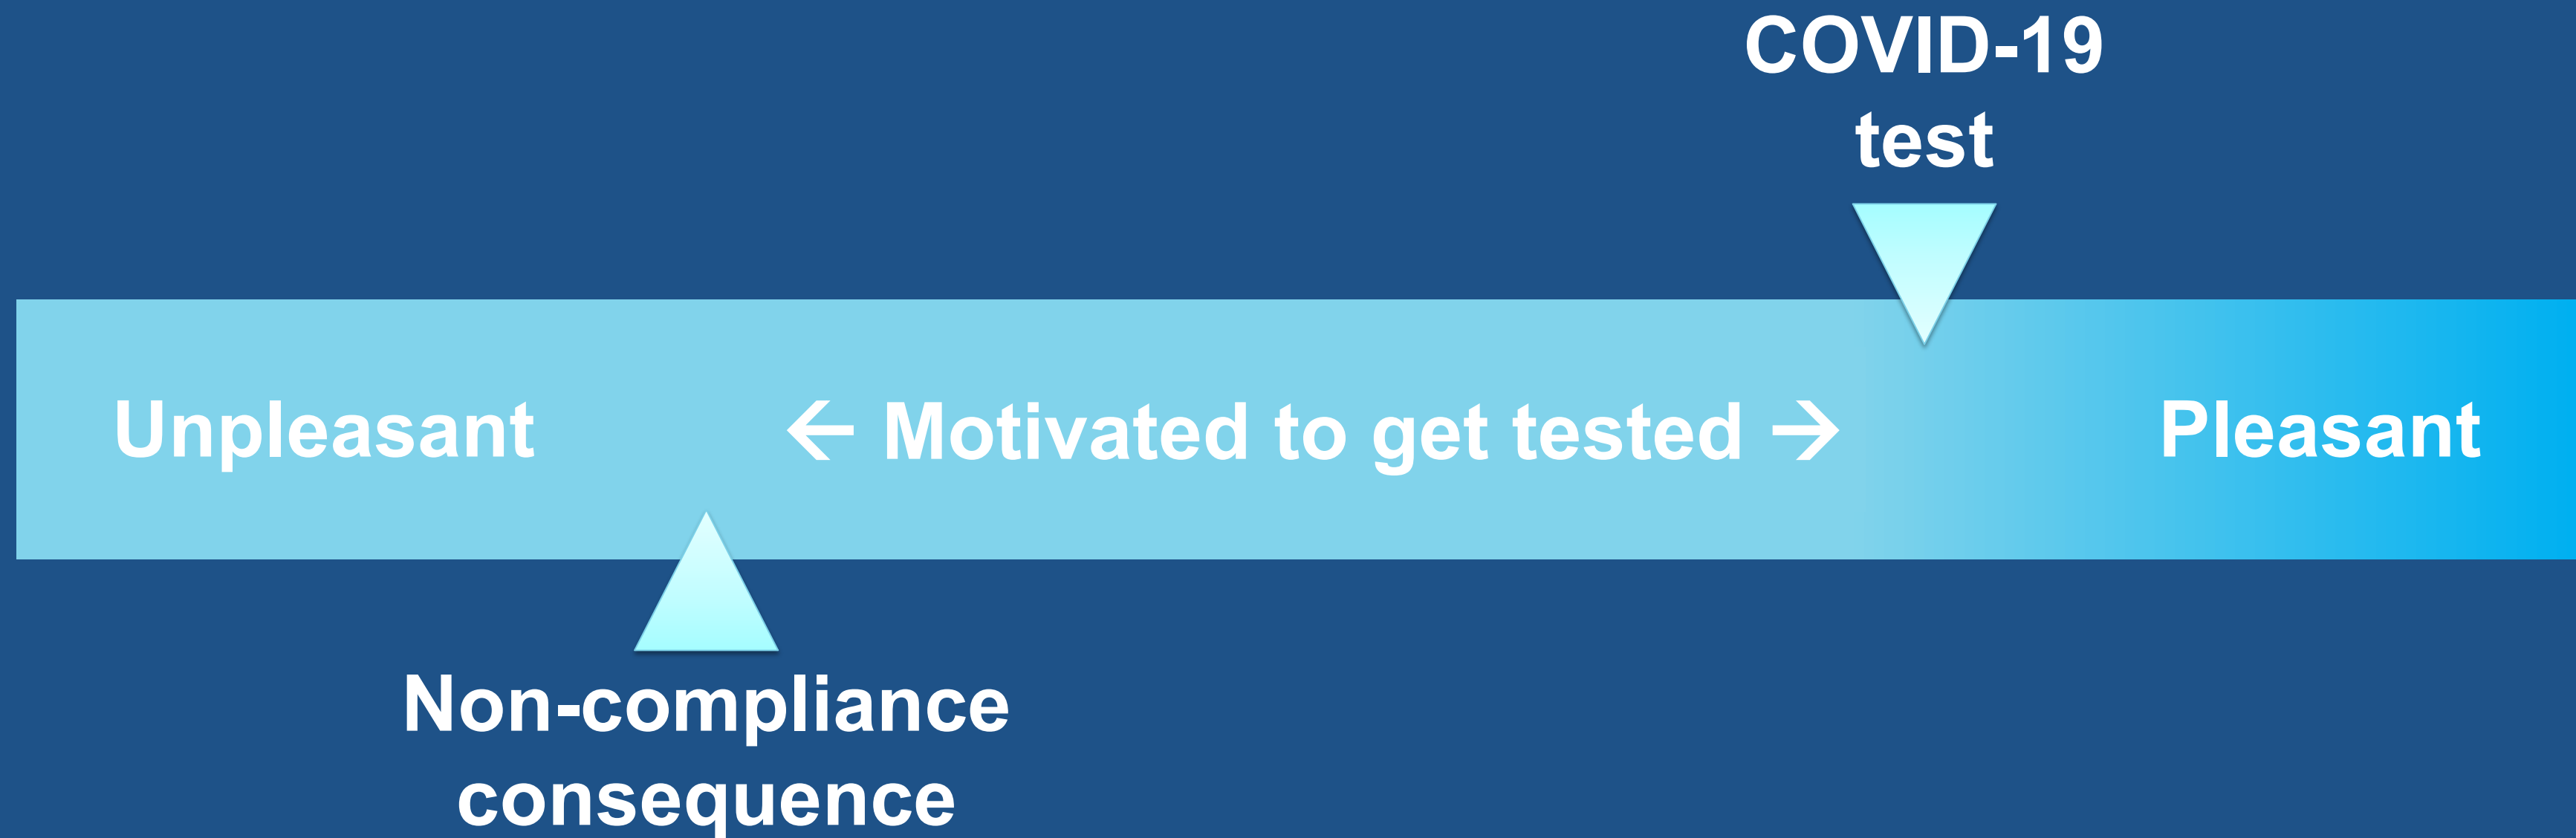 COVID-19
test
Unpleasant ← Motivated to get tested → Pleasant
Non-compliance
consequence